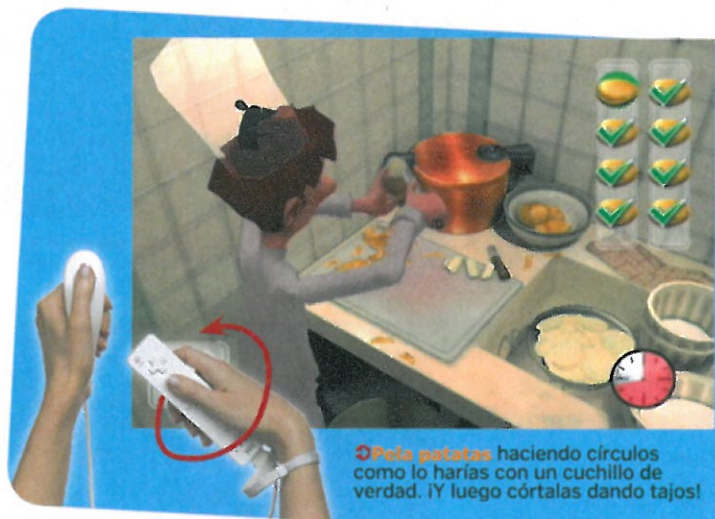 Pela patatas haciendo círculos
como lo harías con un cuchillo de
verdad. ¡Y luego córtalas dando tajos!